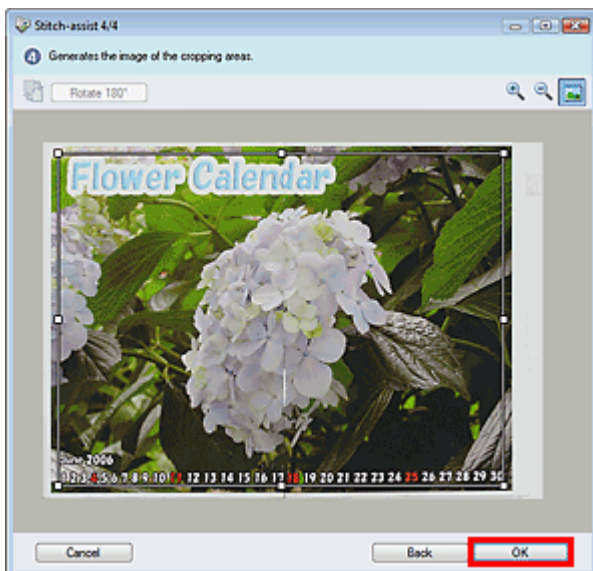 Stitch-assist 4/4
4 Generates the image of the cropping areas.
Rotate 180°
Flower Calendar
June 2006
1 2 3 4 5 6 7 8 9 10 11 12 13 14 15 16 17 18 19 20 21 22 23 24 25 26 27 28 29 30
Cancel Back OK